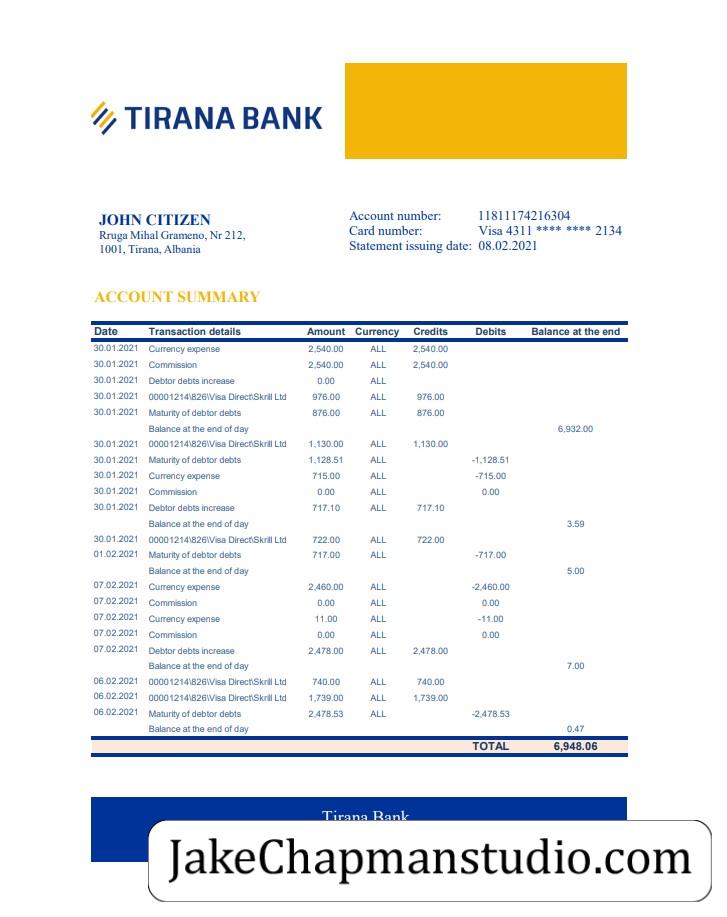 TIRANA BANK
JOHN CITIZEN
Rruga Mihal Grameno, Nr 212,
1001, Tirana, Albania
Account number: 11811174216304
Card number: Visa 4311 **** **** 2134
Statement issuing date: 08.02.2021
ACCOUNT SUMMARY
Date Transaction details Amount Currency Credits Debits Balance at the end
30.01.2021 Currency expense 2,540.00 ALL 2,540.00
30.01.2021 Commission 2,540.00 ALL 2,540.00
30.01.2021 Debtor debts increase 0.00 ALL
30.01.2021 00001214\826\Visa Direct\Skrill Ltd 976.00 ALL 976.00
30.01.2021 Maturity of debtor debts 876.00 ALL 876.00
Balance at the end of day 6,932.00
30.01.2021 00001214\826\Visa Direct\Skrill Ltd 1,130.00 ALL 1,130.00
30.01.2021 Maturity of debtor debts 1,128.51 ALL -1,128.51
30.01.2021 Currency expense 715.00 ALL -715.00
30.01.2021 Commission 0.00 ALL 0.00
30.01.2021 Debtor debts increase 717.10 ALL 717.10
Balance at the end of day 3.59
30.01.2021 00001214\826\Visa Direct\Skrill Ltd 722.00 ALL 722.00
01.02.2021 Maturity of debtor debts 717.00 ALL -717.00
Balance at the end of day 5.00
07.02.2021 Currency expense 2,460.00 ALL -2,460.00
07.02.2021 Commission 0.00 ALL 0.00
07.02.2021 Currency expense 11.00 ALL -11.00
07.02.2021 Commission 0.00 ALL 0.00
07.02.2021 Debtor debts increase 2,478.00 ALL 2,478.00
Balance at the end of day 7.00
06.02.2021 00001214\826\Visa Direct\Skrill Ltd 740.00 ALL 740.00
06.02.2021 00001214\826\Visa Direct\Skrill Ltd 1,739.00 ALL 1,739.00
06.02.2021 Maturity of debtor debts 2,478.53 ALL -2,478.53
Balance at the end of day 0.47
TOTAL 6,948.06
Tirana Bank
JakeChapmanstudio.com